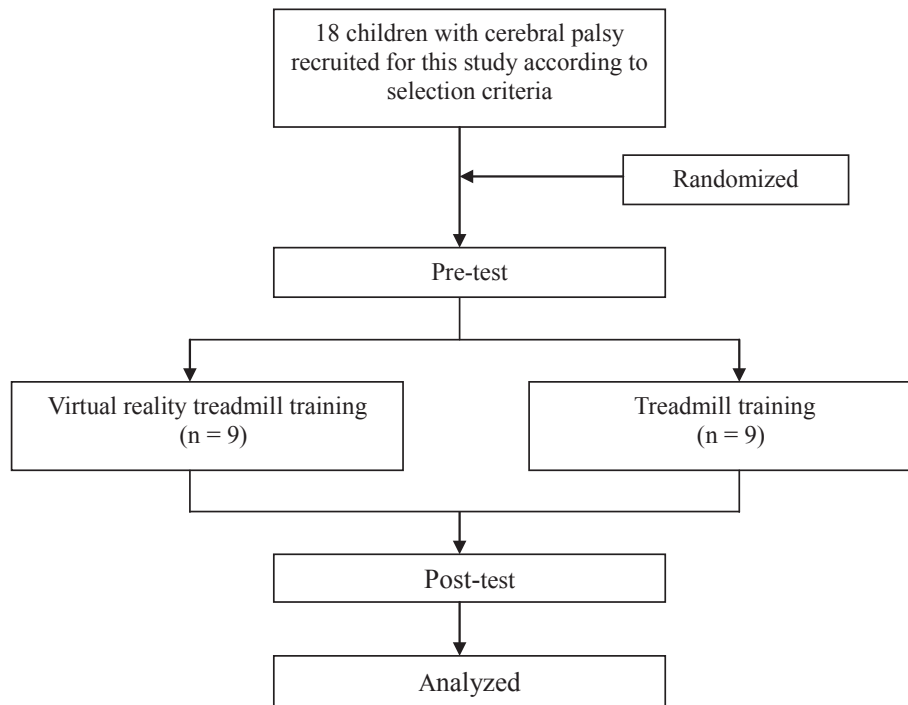 18 children with cerebral palsy
recruited for this study according to
selection criteria
Randomized
Pre-test
Virtual reality treadmill training
(n = 9)
Treadmill training
(n = 9)
Post-test
Analyzed